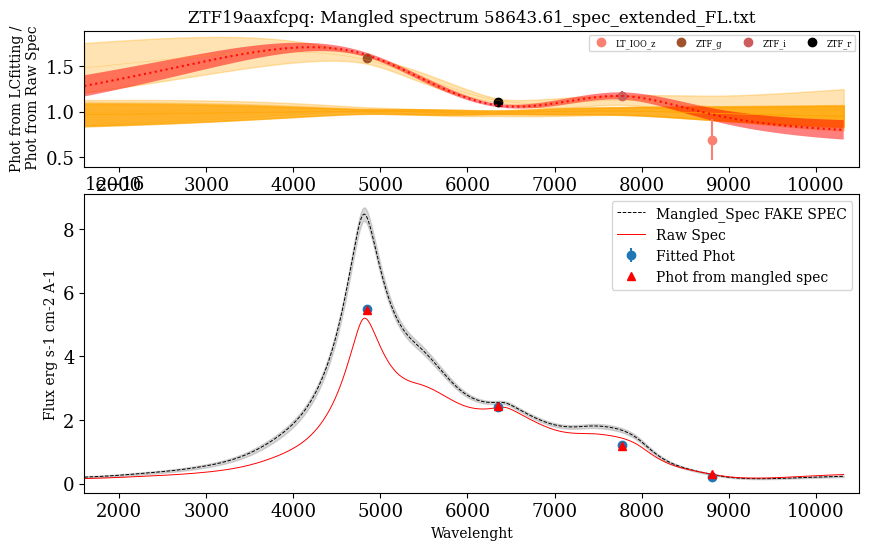 ZTF19aaxfcpq: Mangled spectrum 58643.61_spec_extended_FL.txt
Phot from LCfitting /
Phot from Raw Spec
LT_IOO_z ZTF_g ZTF_i ZTF_r
1.5
1.0
0.5
2000 3000 4000 5000 6000 7000 8000 9000 10000
1e−16
Mangled_Spec FAKE SPEC
Raw Spec
Fitted Phot
Phot from mangled spec
Flux erg s-1 cm-2 A-1
8
6
4
2
0
2000 3000 4000 5000 6000 7000 8000 9000 10000
Wavelenght